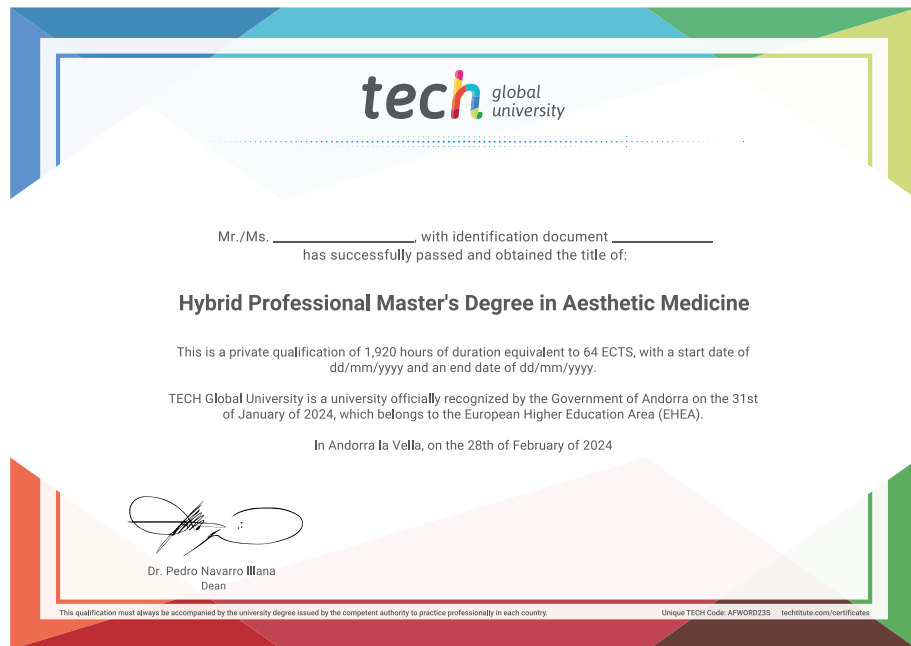 tech global
university
Mr./Ms. ____________, with identification document ____________
has successfully passed and obtained the title of:
Hybrid Professional Master's Degree in Aesthetic Medicine
This is a private qualification of 1,920 hours of duration equivalent to 64 ECTS, with a start date of
dd/mm/yyyy and an end date of dd/mm/yyyy.
TECH Global University is a university officially recognized by the Government of Andorra on the 31st
of January of 2024, which belongs to the European Higher Education Area (EHEA).
In Andorra la Vella, on the 28th of February of 2024
Dr. Pedro Navarro Illana
Dean
This qualification must always be accompanied by the university degree issued by the competent authority to practice professionally in each country.
Unique TECH Code: AFWORD23S techtitute.com/certificates